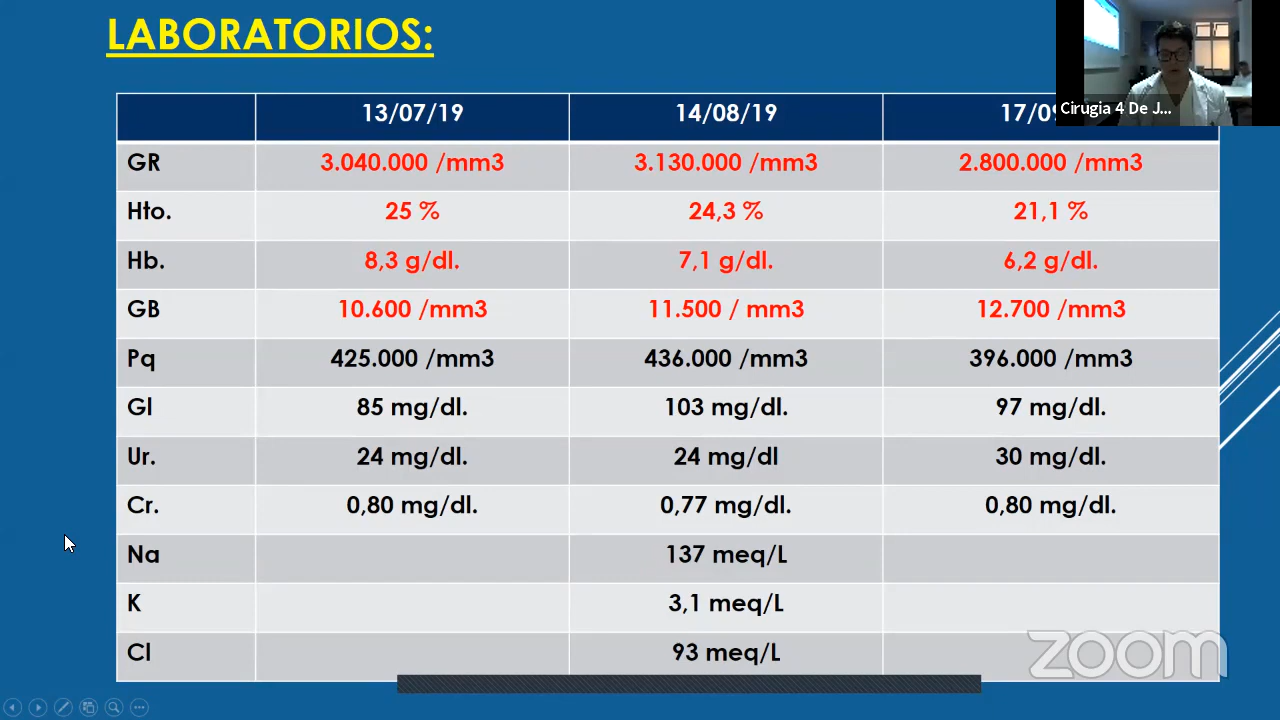 LABORATORIOS:
Cirugia 4 De J...
13/07/19 14/08/19 17/09
GR 3.040.000 /mm3 3.130.000 /mm3 2.800.000 /mm3
Hto. 25 % 24,3 % 21,1 %
Hb. 8,3 g/dl. 7,1 g/dl. 6,2 g/dl.
GB 10.600 /mm3 11.500 / mm3 12.700 /mm3
Pq 425.000 /mm3 436.000 /mm3 396.000 /mm3
Gl 85 mg/dl. 103 mg/dl. 97 mg/dl.
Ur. 24 mg/dl. 24 mg/dl 30 mg/dl.
Cr. 0,80 mg/dl. 0,77 mg/dl. 0,80 mg/dl.
Na 137 meq/L
K 3,1 meq/L
Cl 93 meq/L
zoom